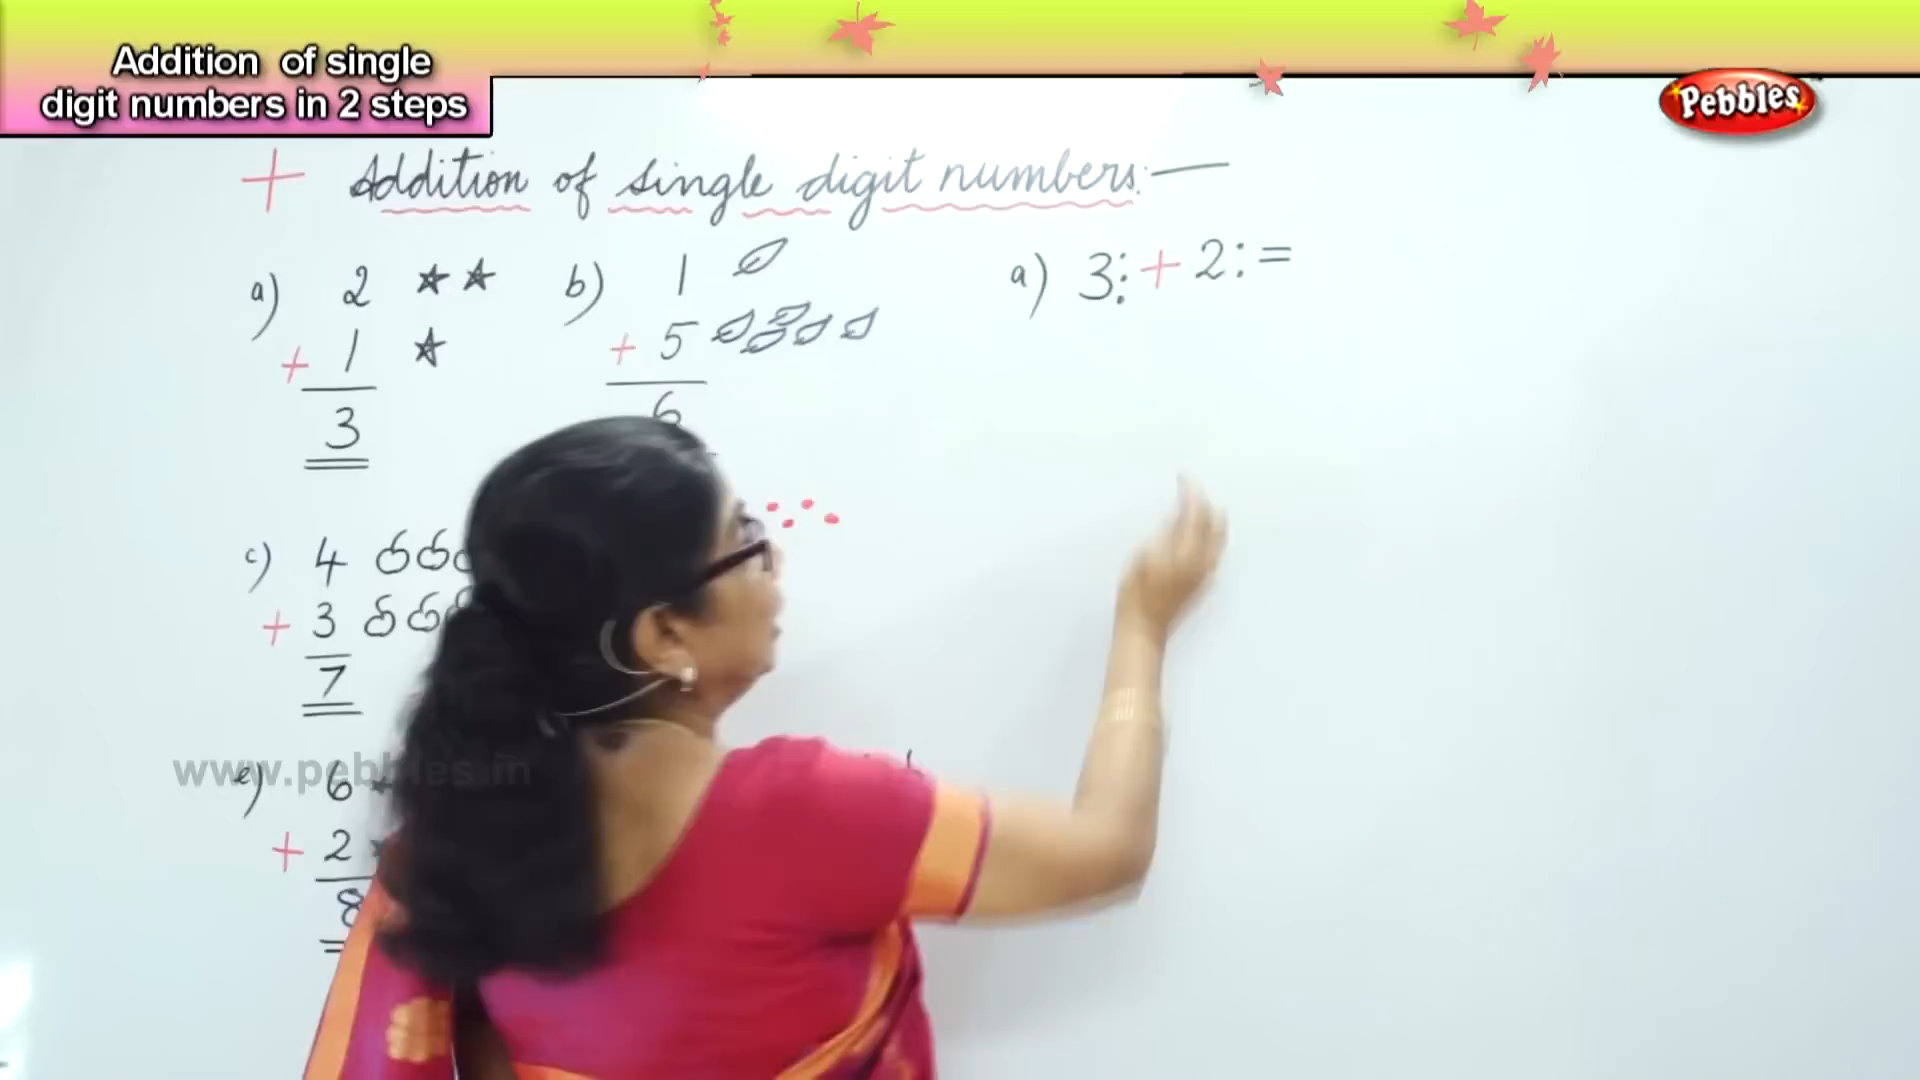 Addition of single
digit numbers in 2 steps
Pebbles
+ Addition of single digit numbers:—
a) 2
+ 1
3
b) 1
+ 5
6
a) 3 + 2 =
c) 4
+ 3
7
www.pebbles.in
e) 6
+ 2
8